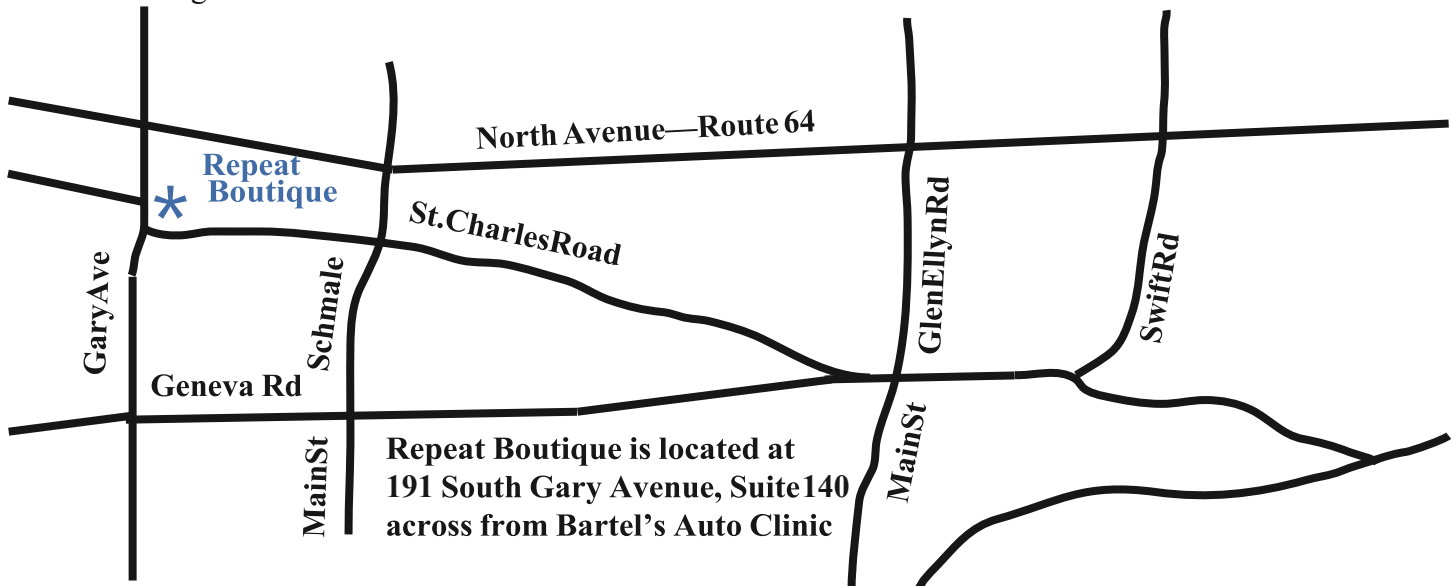 North Avenue—Route 64
Repeat
Boutique
*
St.CharlesRoad
GlenEllynRd
SwiftRd
GaryAve
Schmale
Geneva Rd
MainSt
MainSt
Repeat Boutique is located at
191 South Gary Avenue, Suite140
across from Bartel’s Auto Clinic